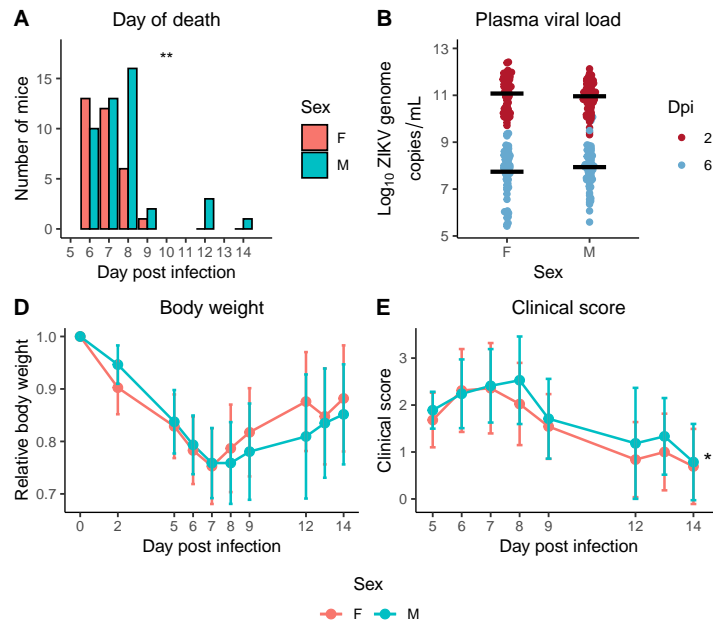 A
Day of death
**
Number of mice
15
10
5
0
5 6 7 8 9 10 11 12 13 14
Day post infection
Sex
F
M
B
Plasma viral load
Log10 ZIKV genome
copies/mL
13
11
9
7
5
F M
Sex
Dpi
2
6
D
Body weight
Relative body weight
1.0
0.9
0.8
0.7
0 2 5 6 7 8 9 12 14
Day post infection
E
Clinical score
Clinical score
3
2
1
0
*
5 6 7 8 9 12 14
Day post infection
Sex
F M